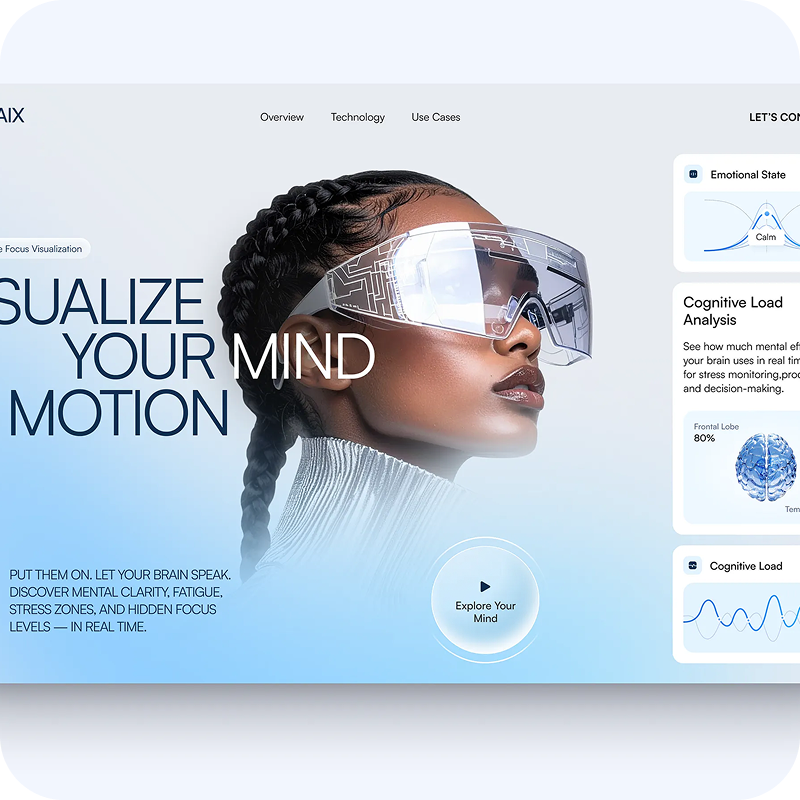 AIX
Overview
Technology
Use Cases
LET'S CON
Focus Visualization
SUALIZE
YOUR MIND
MOTION
PUT THEM ON. LET YOUR BRAIN SPEAK.
DISCOVER MENTAL CLARITY, FATIGUE,
STRESS ZONES, AND HIDDEN FOCUS
LEVELS — IN REAL TIME.
Explore Your
Mind
Emotional State
Calm
Cognitive Load
Analysis
See how much mental eff
your brain uses in real tim
for stress monitoring,prod
and decision-making.
Frontal Lobe
80%
Tem
Cognitive Load